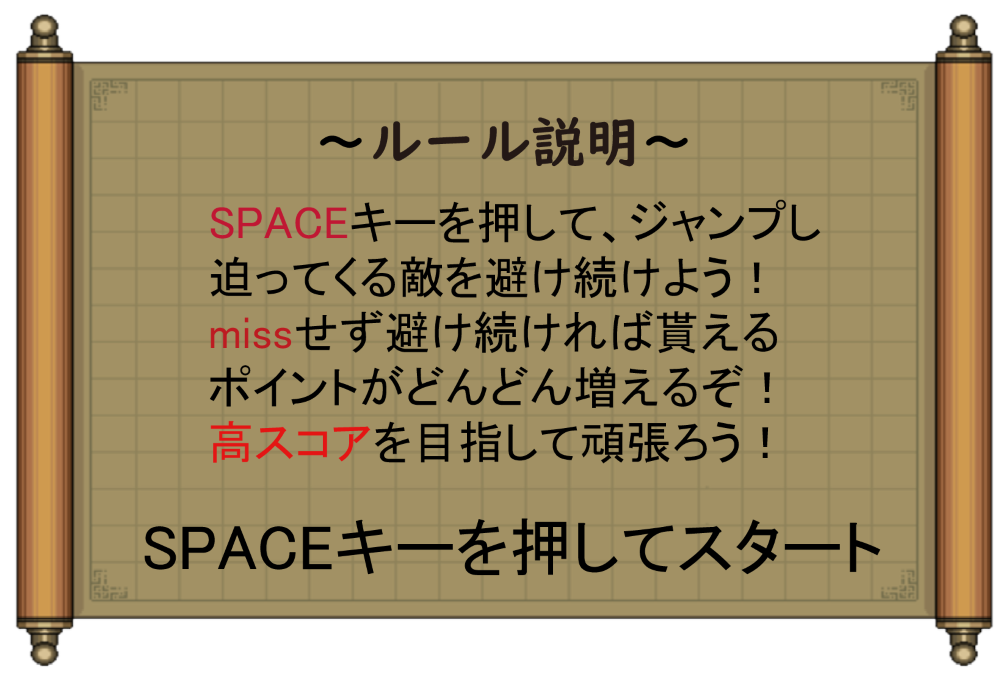 ～ルール説明～
SPACEキーを押して、ジャンプし
迫ってくる敵を避け続けよう！
missせず避け続ければ貰える
ポイントがどんどん増えるぞ！
高スコアを目指して頑張ろう！
SPACEキーを押してスタート